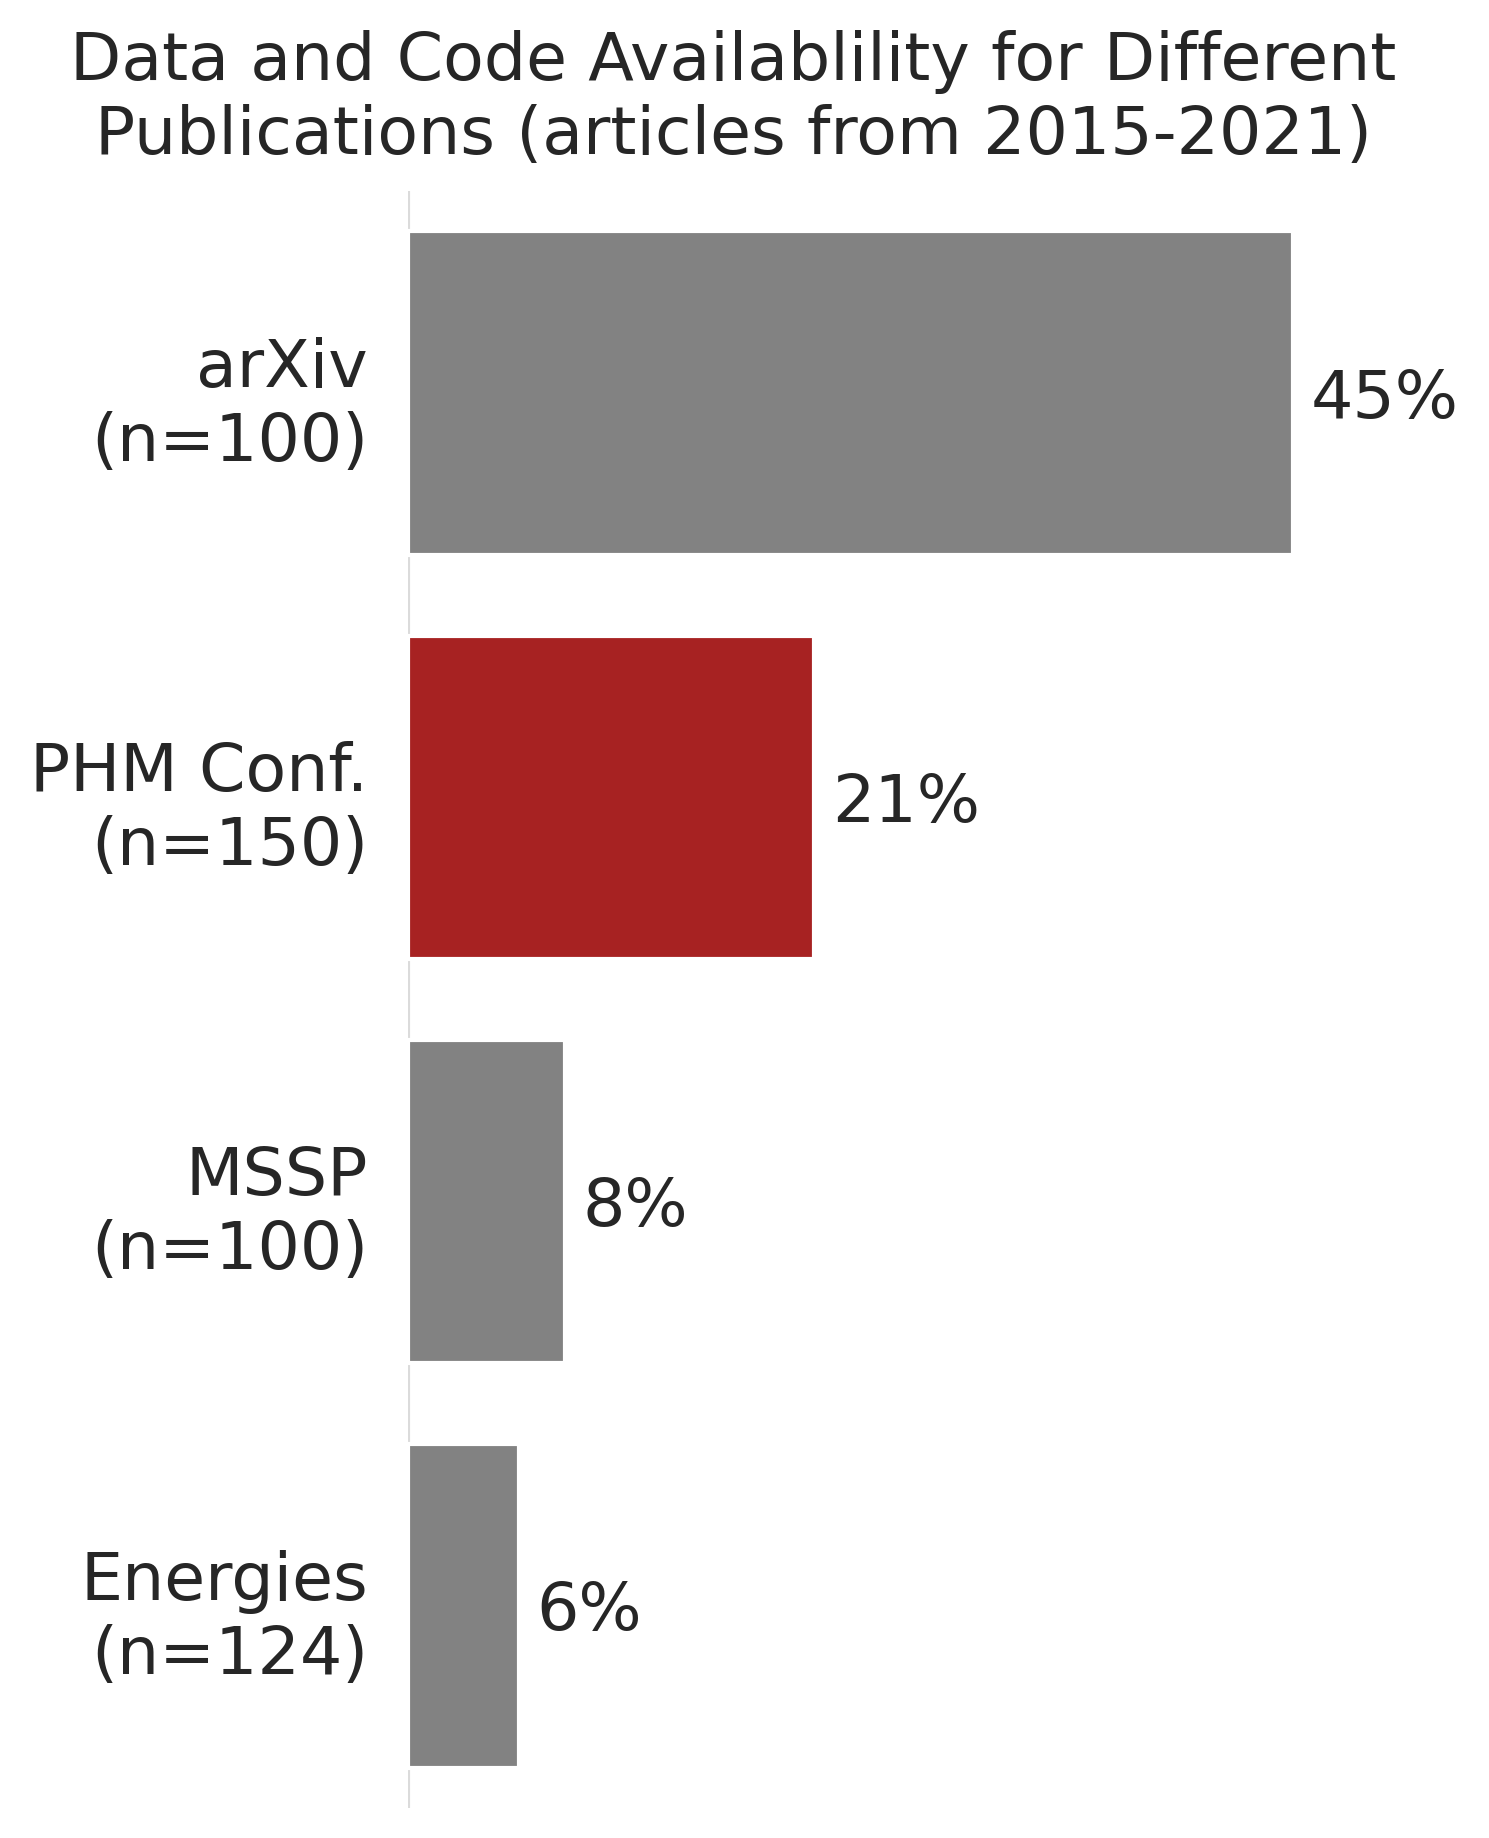 Data and Code Availablility for Different
Publications (articles from 2015-2021)
arXiv
(n=100)
45%
PHM Conf.
(n=150)
21%
MSSP
(n=100)
8%
Energies
(n=124)
6%